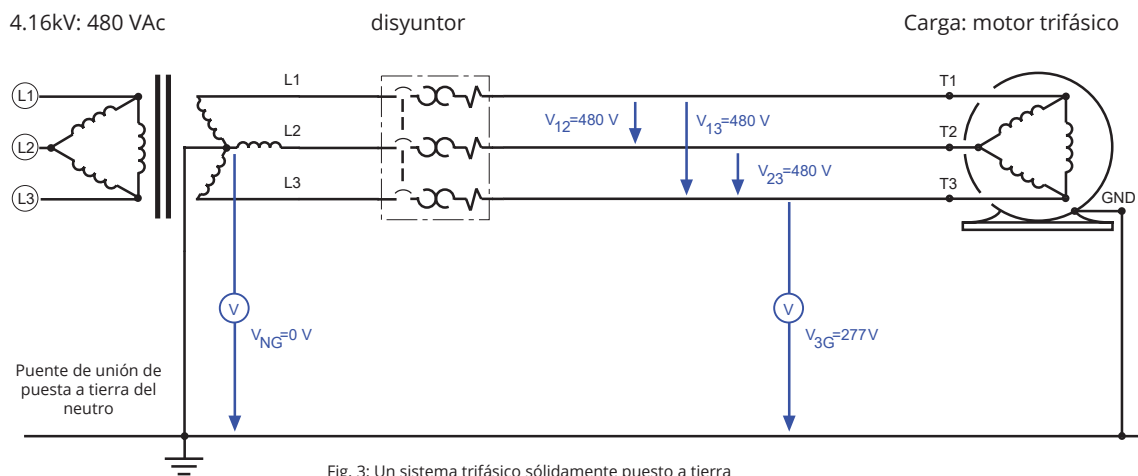 4.16kV: 480 VAc
disyuntor
Carga: motor trifásico
L1
L2
L3
L1
L2
L3
V12=480 V
V13=480 V
V23=480 V
T1
T2
T3
GND
V
VNG=0 V
V
V3G=277V
Puente de unión de
puesta a tierra del
neutro
Fig. 3: Un sistema trifásico sólidamente puesto a tierra